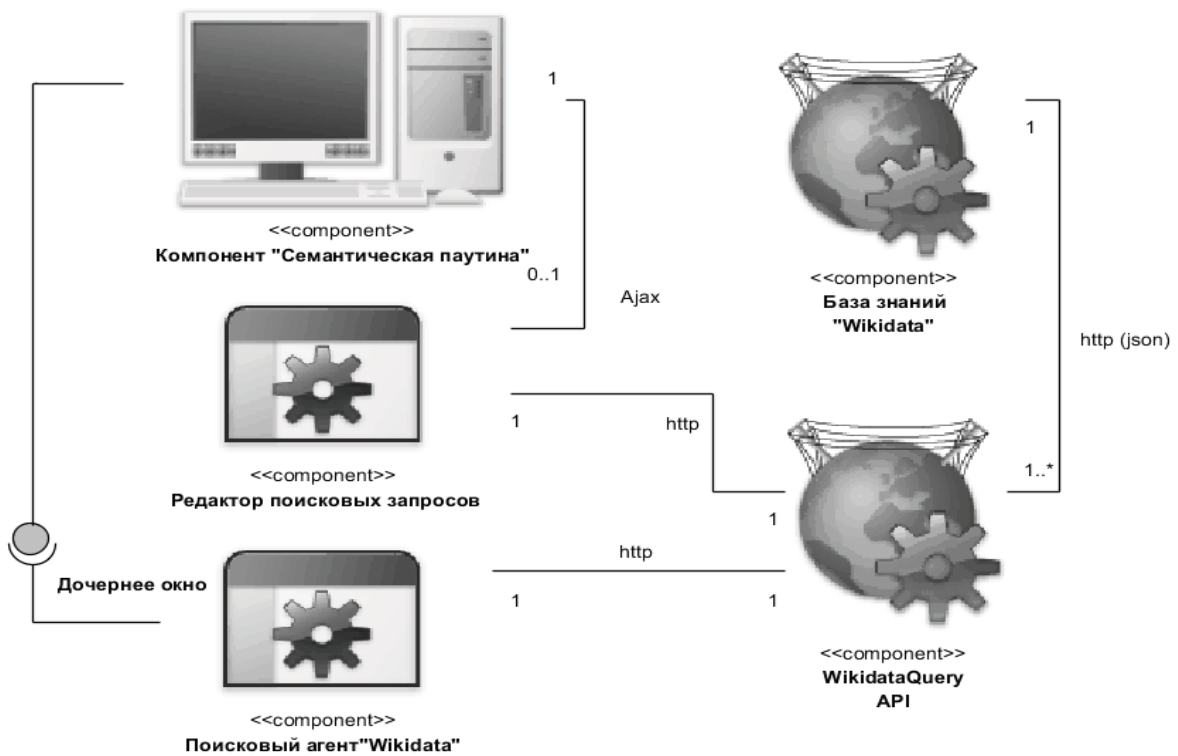 1
1
<<component>>
Компонент "Семантическая паутина"
0..1
Ajax
<<component>>
База знаний
"Wikidata"
http (json)
1
http
<<component>>
Редактор поисковых запросов
1..*
1
http
Дочернее окно
1
1
<<component>>
WikidataQuery
API
<<component>>
Поисковый агент"Wikidata"